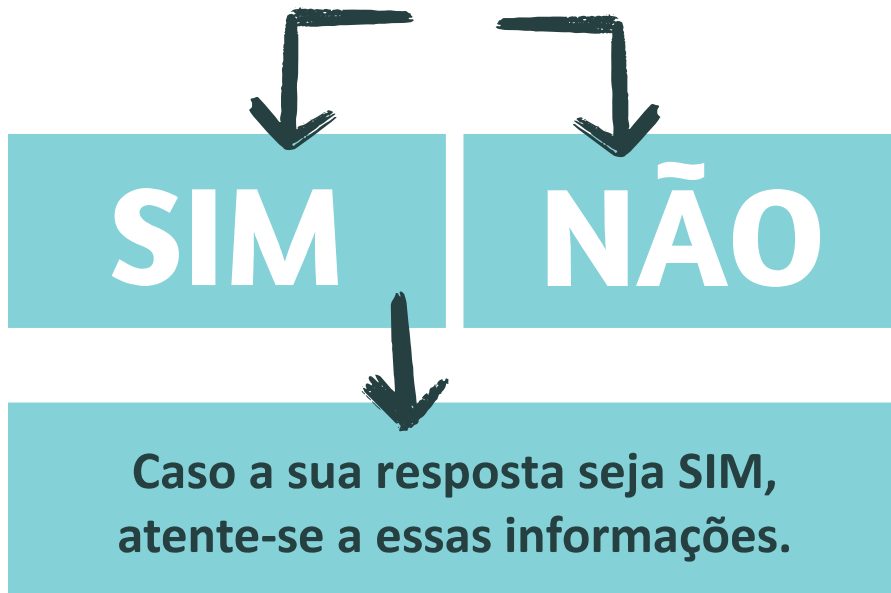 SIM
NÃO
Caso a sua resposta seja SIM,
atente-se a essas informações.